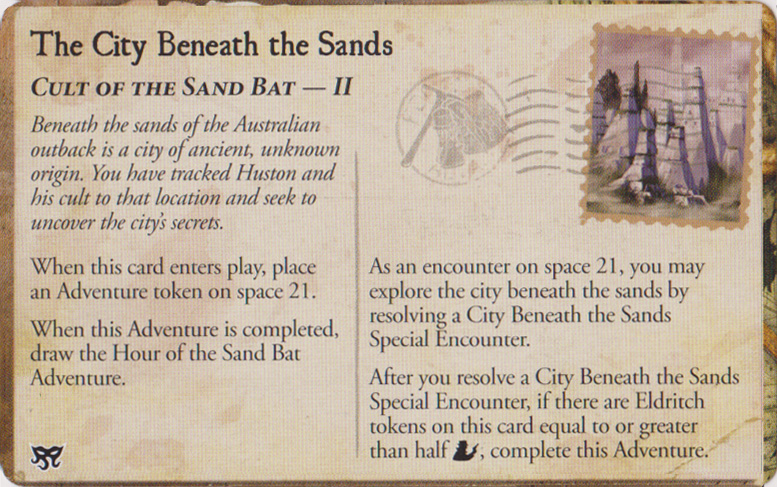 The City Beneath the Sands
CULT OF THE SAND BAT — II
Beneath the sands of the Australian
outback is a city of ancient, unknown
origin. You have tracked Huston and
his cult to that location and seek to
uncover the city's secrets.
When this card enters play, place
an Adventure token on space 21.
When this Adventure is completed,
draw the Hour of the Sand Bat
Adventure.
As an encounter on space 21, you may
explore the city beneath the sands by
resolving a City Beneath the Sands
Special Encounter.
After you resolve a City Beneath the Sands
Special Encounter, if there are Eldritch
tokens on this card equal to or greater
than half , complete this Adventure.